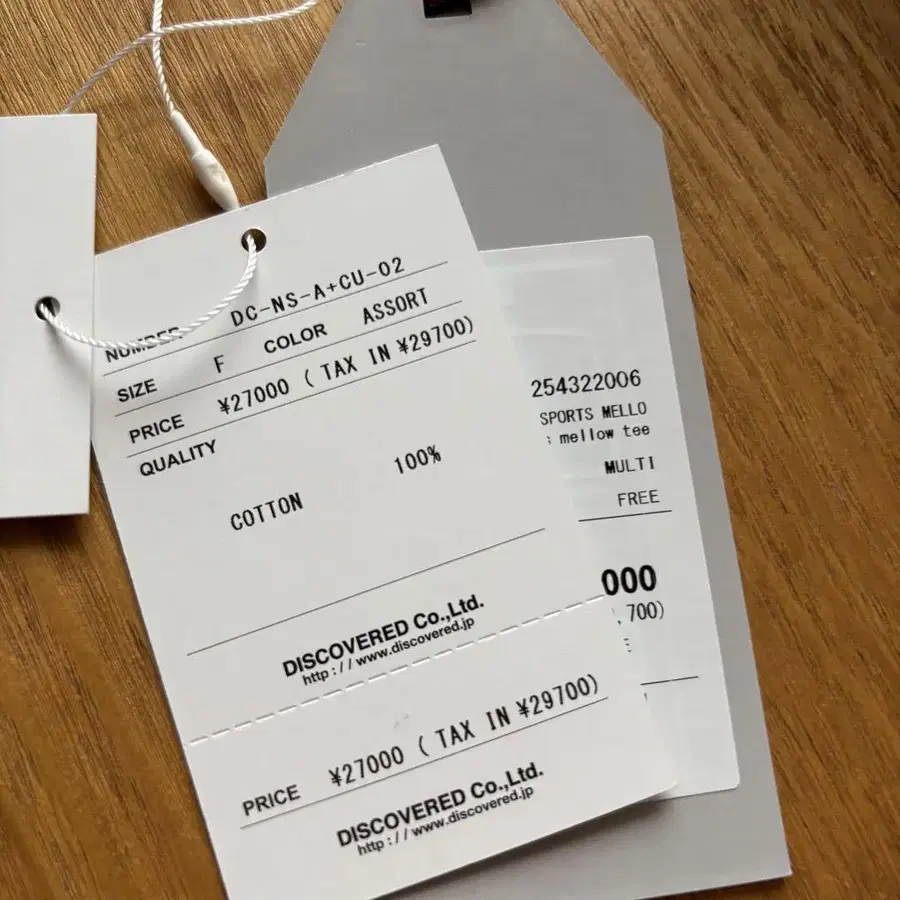 NUMBER DC-NS-A+CU-02
SIZE F COLOR ASSORT
PRICE ¥27000 ( TAX IN ¥29700)
QUALITY
COTTON 100%
DISCOVERED Co.,Ltd.
http://www.discovered.jp
PRICE ¥27000 ( TAX IN ¥29700)
DISCOVERED Co.,Ltd.
http://www.discovered.jp
254322006
SPORTS MELLO
: mellow tee
MULTI
FREE
000
,700)